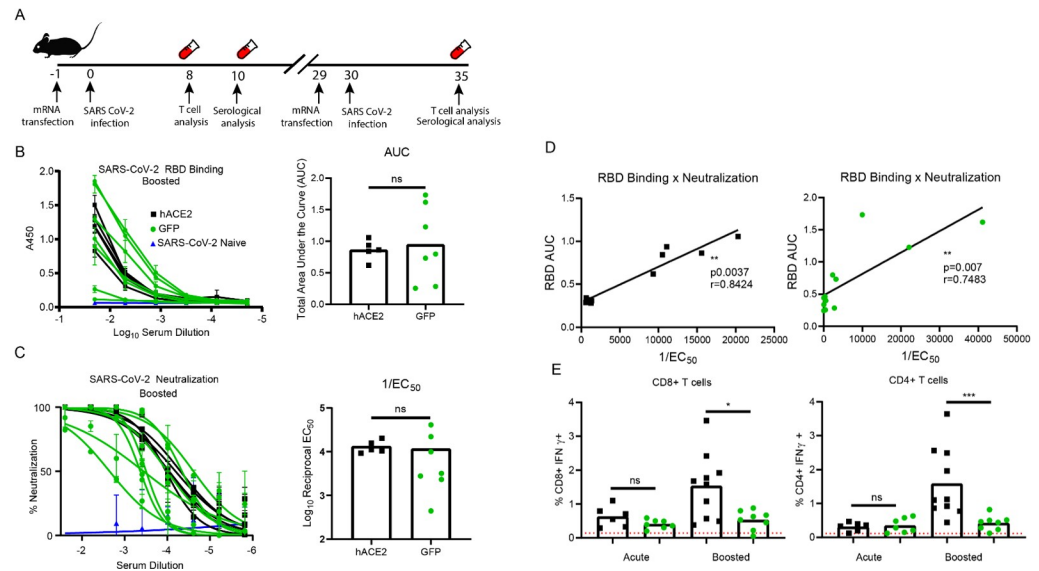 A
-1
0
8
10
29
30
35
mRNA
transfection
SARS CoV-2
infection
T cell
analysis
Serological
analysis
mRNA
transfection
SARS CoV-2
infection
T cell analysis
Serological analysis
B
SARS-CoV-2 RBD Binding
Boosted
hACE2
GFP
SARS-CoV-2 Naive
A450
2.0
1.5
1.0
0.5
0.0
-1
-2
-3
-4
-5
Log10 Serum Dilution
AUC
ns
Total Area Under the Curve (AUC)
2.0
1.5
1.0
0.5
0.0
hACE2
GFP
C
SARS-CoV-2 Neutralization
Boosted
% Neutralization
100
50
0
-2
-3
-4
-5
-6
Serum Dilution
1/EC50
ns
Log10 Reciprocal EC50
5
4
3
2
hACE2
GFP
D
RBD Binding x Neutralization
RBD AUC
1.5
1.0
0.5
0.0
**
p0.0037
r=0.8424
0
5000
10000
15000
20000
25000
1/EC50
RBD Binding x Neutralization
RBD AUC
2.0
1.5
1.0
0.5
0.0
**
p=0.007
r=0.7483
0
10000
20000
30000
40000
50000
1/EC50
E
CD8+ T cells
% CD8+ IFN γ+
4
3
2
1
0
ns
*
Acute
Boosted
CD4+ T cells
% CD4+ IFNγ +
4
3
2
1
0
ns
***
Acute
Boosted